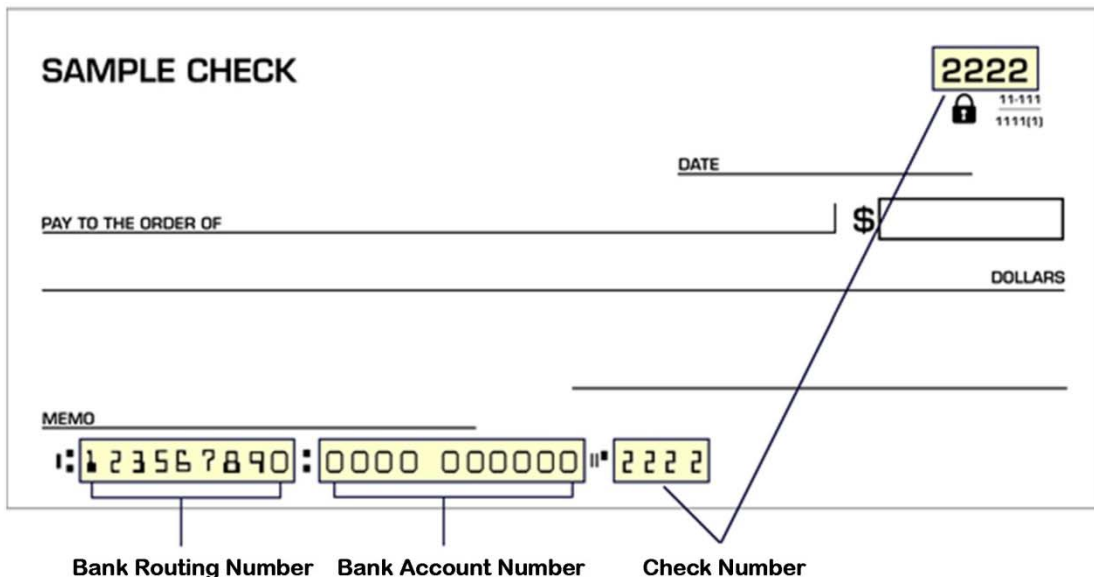 SAMPLE CHECK
2222
11-111
1111(1)
DATE
PAY TO THE ORDER OF
$
DOLLARS
MEMO
⑆123567890⑆0000 000000⑈2222
Bank Routing Number Bank Account Number Check Number